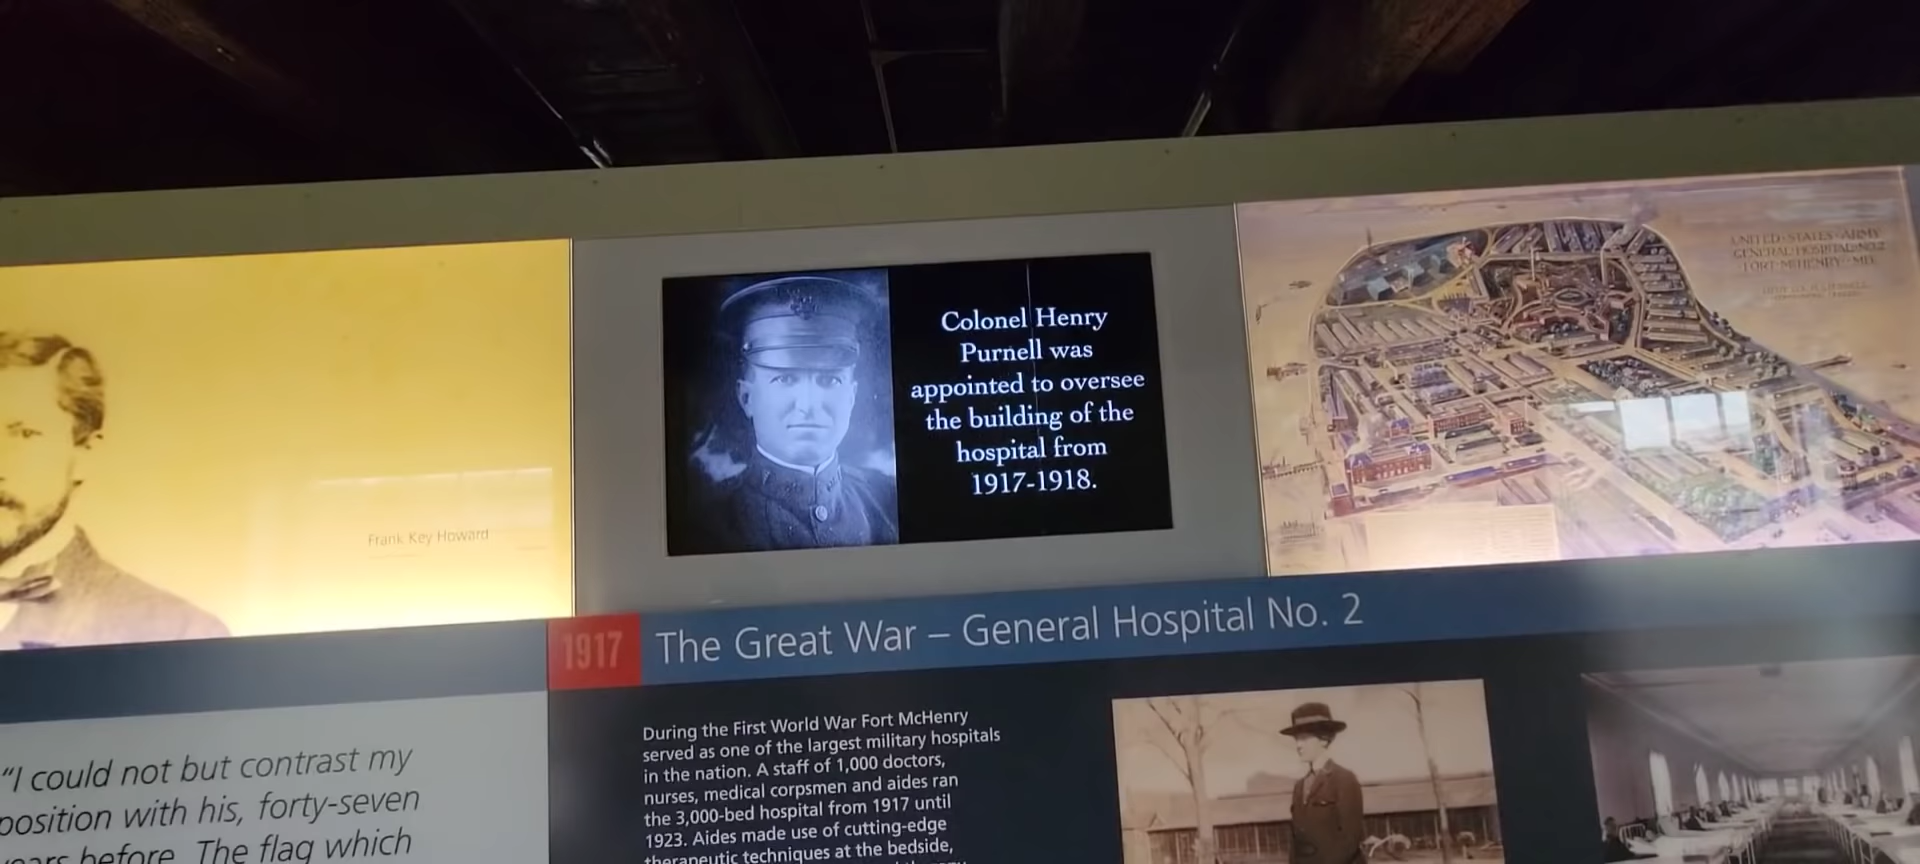 Frank Key Howard
Colonel Henry
Purnell was
appointed to oversee
the building of the
hospital from
1917-1918.
UNITED · STATES · ARMY
GENERAL · HOSPITAL · NO. 2
FORT · McHENRY · MD.
1917
The Great War – General Hospital No. 2
“I could not but contrast my
position with his, forty-seven
years before. The flag which
During the First World War Fort McHenry
served as one of the largest military hospitals
in the nation. A staff of 1,000 doctors,
nurses, medical corpsmen and aides ran
the 3,000-bed hospital from 1917 until
1923. Aides made use of cutting-edge
therapeutic techniques at the bedside,